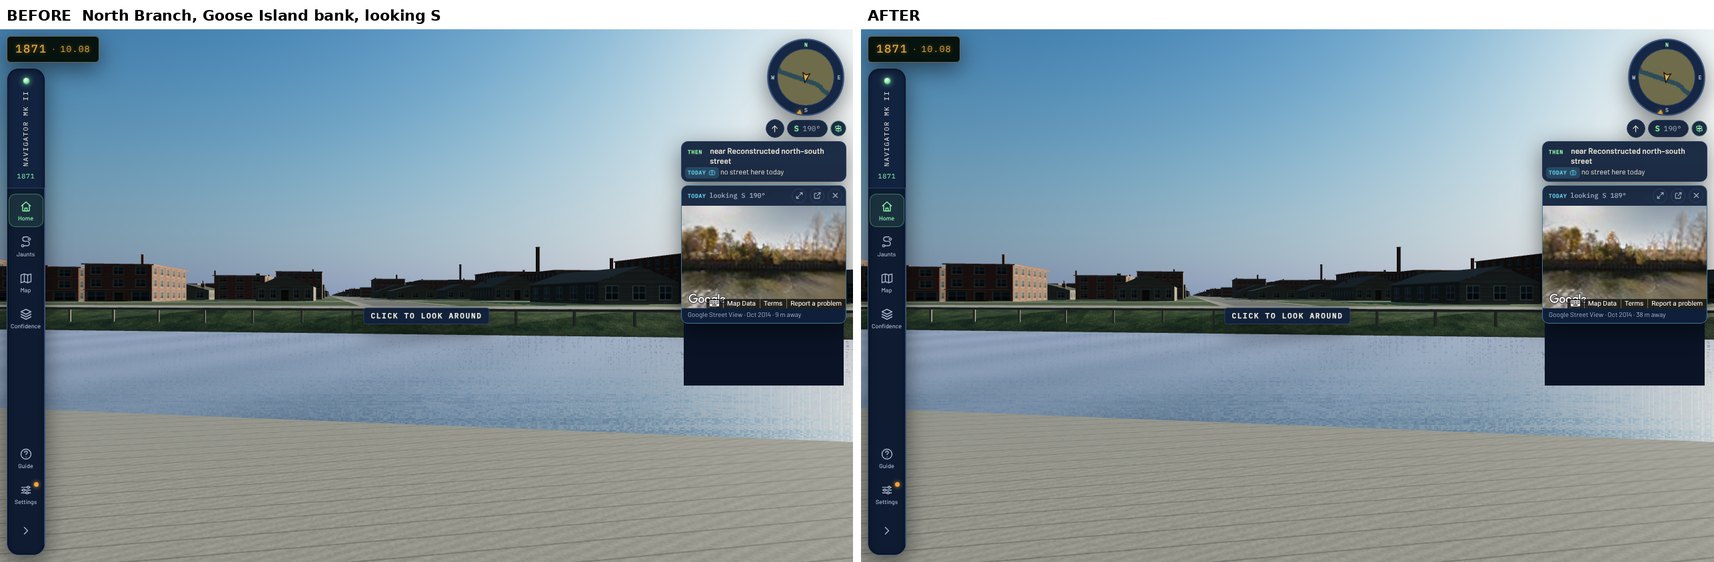 BEFORE North Branch, Goose Island bank, looking S
1871 · 10.08
NAVIGATOR MK II
1871
Home
Jaunts
Map
Confidence
Guide
Settings
N
W
E
S
S 190°
THEN near Reconstructed north-south
street
TODAY no street here today
TODAY looking S 190°
Google
Map Data Terms Report a problem
Google Street View · Oct 2014 · 9 m away
CLICK TO LOOK AROUND
AFTER
1871 · 10.08
NAVIGATOR MK II
1871
Home
Jaunts
Map
Confidence
Guide
Settings
N
W
E
S
S 190°
THEN near Reconstructed north-south
street
TODAY no street here today
TODAY looking S 189°
Google
Map Data Terms Report a problem
Google Street View · Oct 2014 · 38 m away
CLICK TO LOOK AROUND